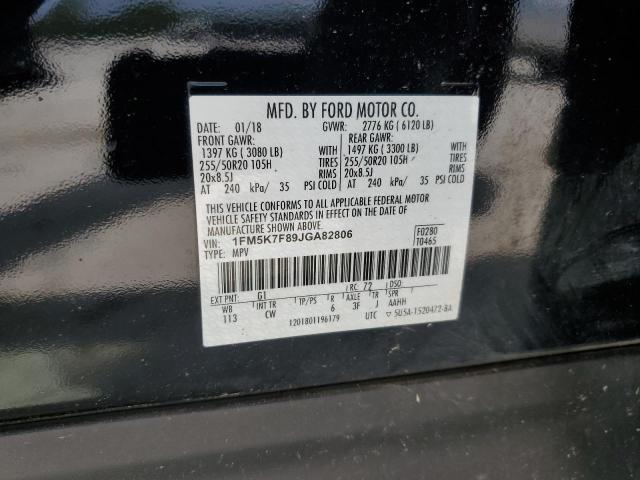 MFD. BY FORD MOTOR CO.
DATE: 01/18 GVWR: 2776 KG ( 6120 LB)
FRONT GAWR: REAR GAWR:
1397 KG ( 3080 LB) WITH 1497 KG ( 3300 LB) WITH
255/50R20 105H TIRES 255/50R20 105H TIRES
20x8.5J RIMS 20x8.5J RIMS
AT 240 kPa/ 35 PSI COLD AT 240 kPa/ 35 PSI COLD
THIS VEHICLE CONFORMS TO ALL APPLICABLE FEDERAL MOTOR
VEHICLE SAFETY STANDARDS IN EFFECT ON THE DATE OF
MANUFACTURE SHOWN ABOVE.
VIN: 1FM5K7F89JGA82806 F0280
TYPE: MPV T0465
EXT PNT: G1 RC: 72 DSO:
WB INT TR TP/PS R AXLE TR SPR
113 CW 6 3F J AAHH
1201801196179 UTC ▽ 5U5A-1520472-BA